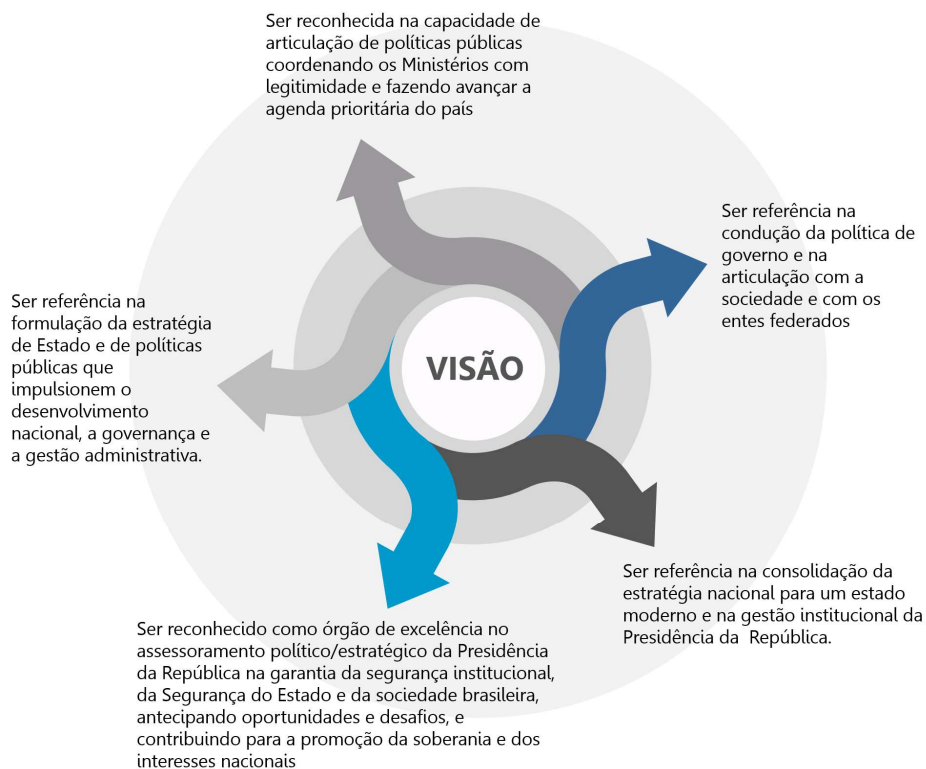 Ser reconhecida na capacidade de
articulação de políticas públicas
coordenando os Ministérios com
legitimidade e fazendo avançar a
agenda prioritária do país
Ser referência na
condução da política de
governo e na
articulação com a
sociedade e com os
entes federados
Ser referência na
formulação da estratégia
de Estado e de políticas
públicas que
impulsionem o
desenvolvimento
nacional, a governança e
a gestão administrativa.
VISÃO
Ser referência na consolidação da
estratégia nacional para um estado
moderno e na gestão institucional da
Presidência da República.
Ser reconhecido como órgão de excelência no
assessoramento político/estratégico da Presidência
da República na garantia da segurança institucional,
da Segurança do Estado e da sociedade brasileira,
antecipando oportunidades e desafios, e
contribuindo para a promoção da soberania e dos
interesses nacionais